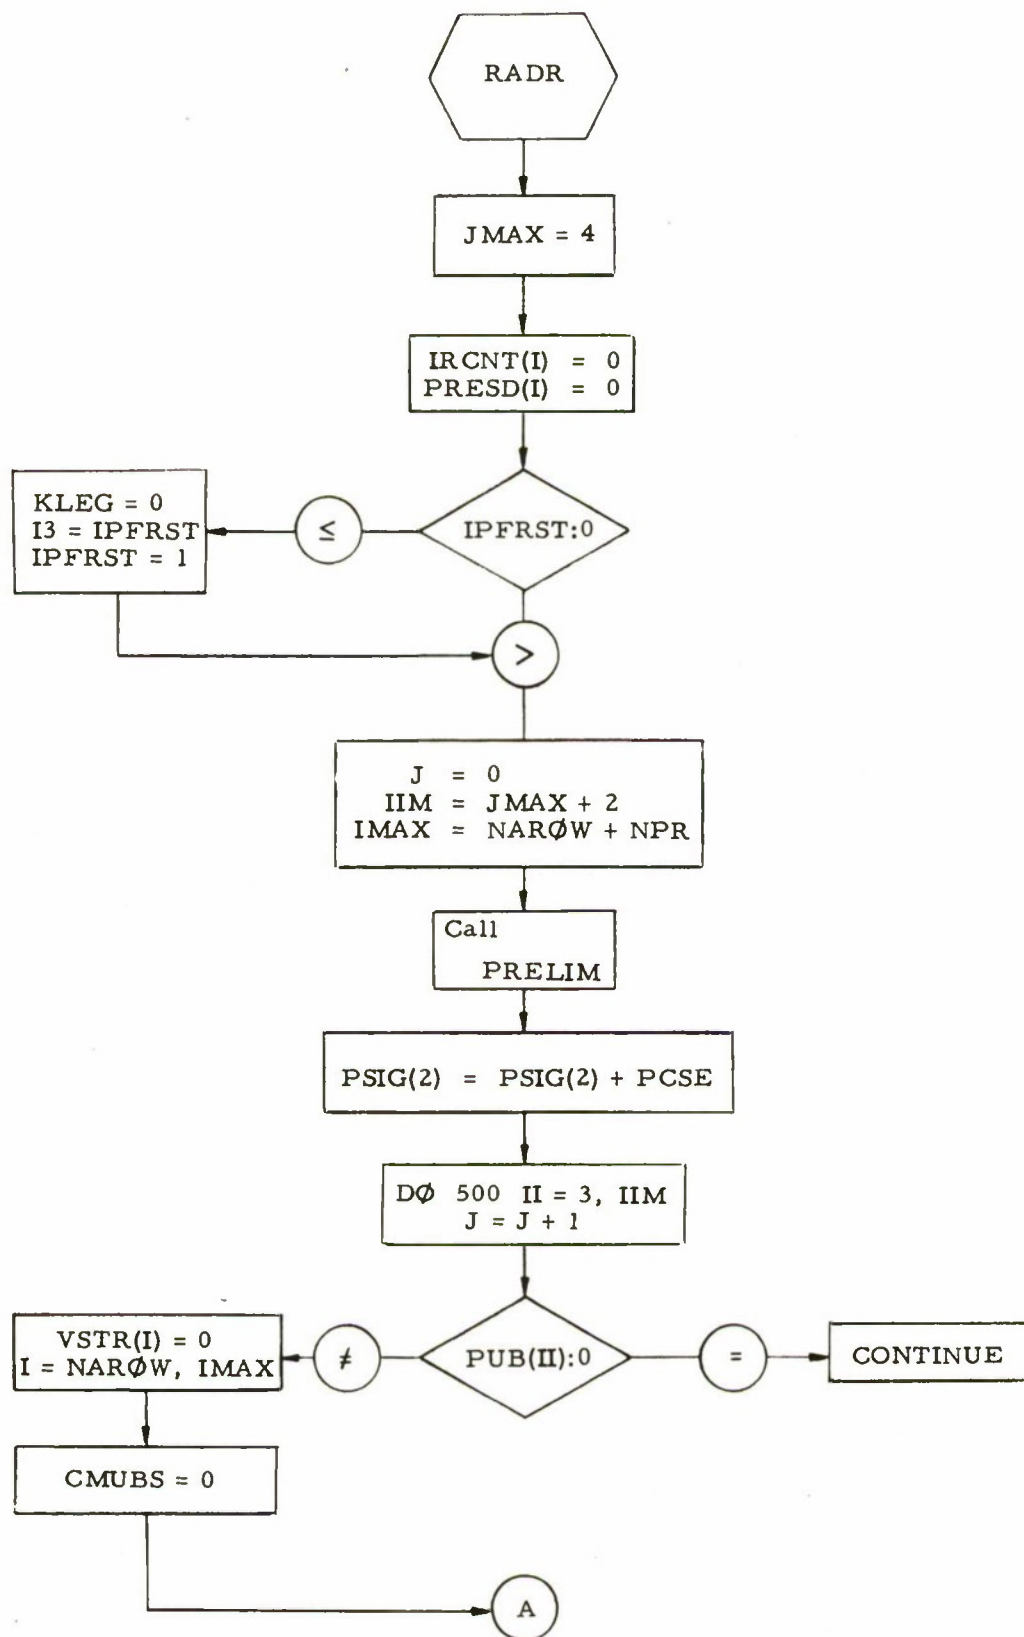 RADR
JMAX = 4
IRCNT(I) = 0
PRESD(I) = 0
IPFRST:0
≤
KLEG = 0
I3 = IPFRST
IPFRST = 1
>
J = 0
IIM = JMAX + 2
IMAX = NARØW + NPR
Call
PRELIM
PSIG(2) = PSIG(2) + PCSE
DØ 500 II = 3, IIM
J = J + 1
PUB(II):0
≠
=
CONTINUE
VSTR(I) = 0
I = NARØW, IMAX
CMUBS = 0
A